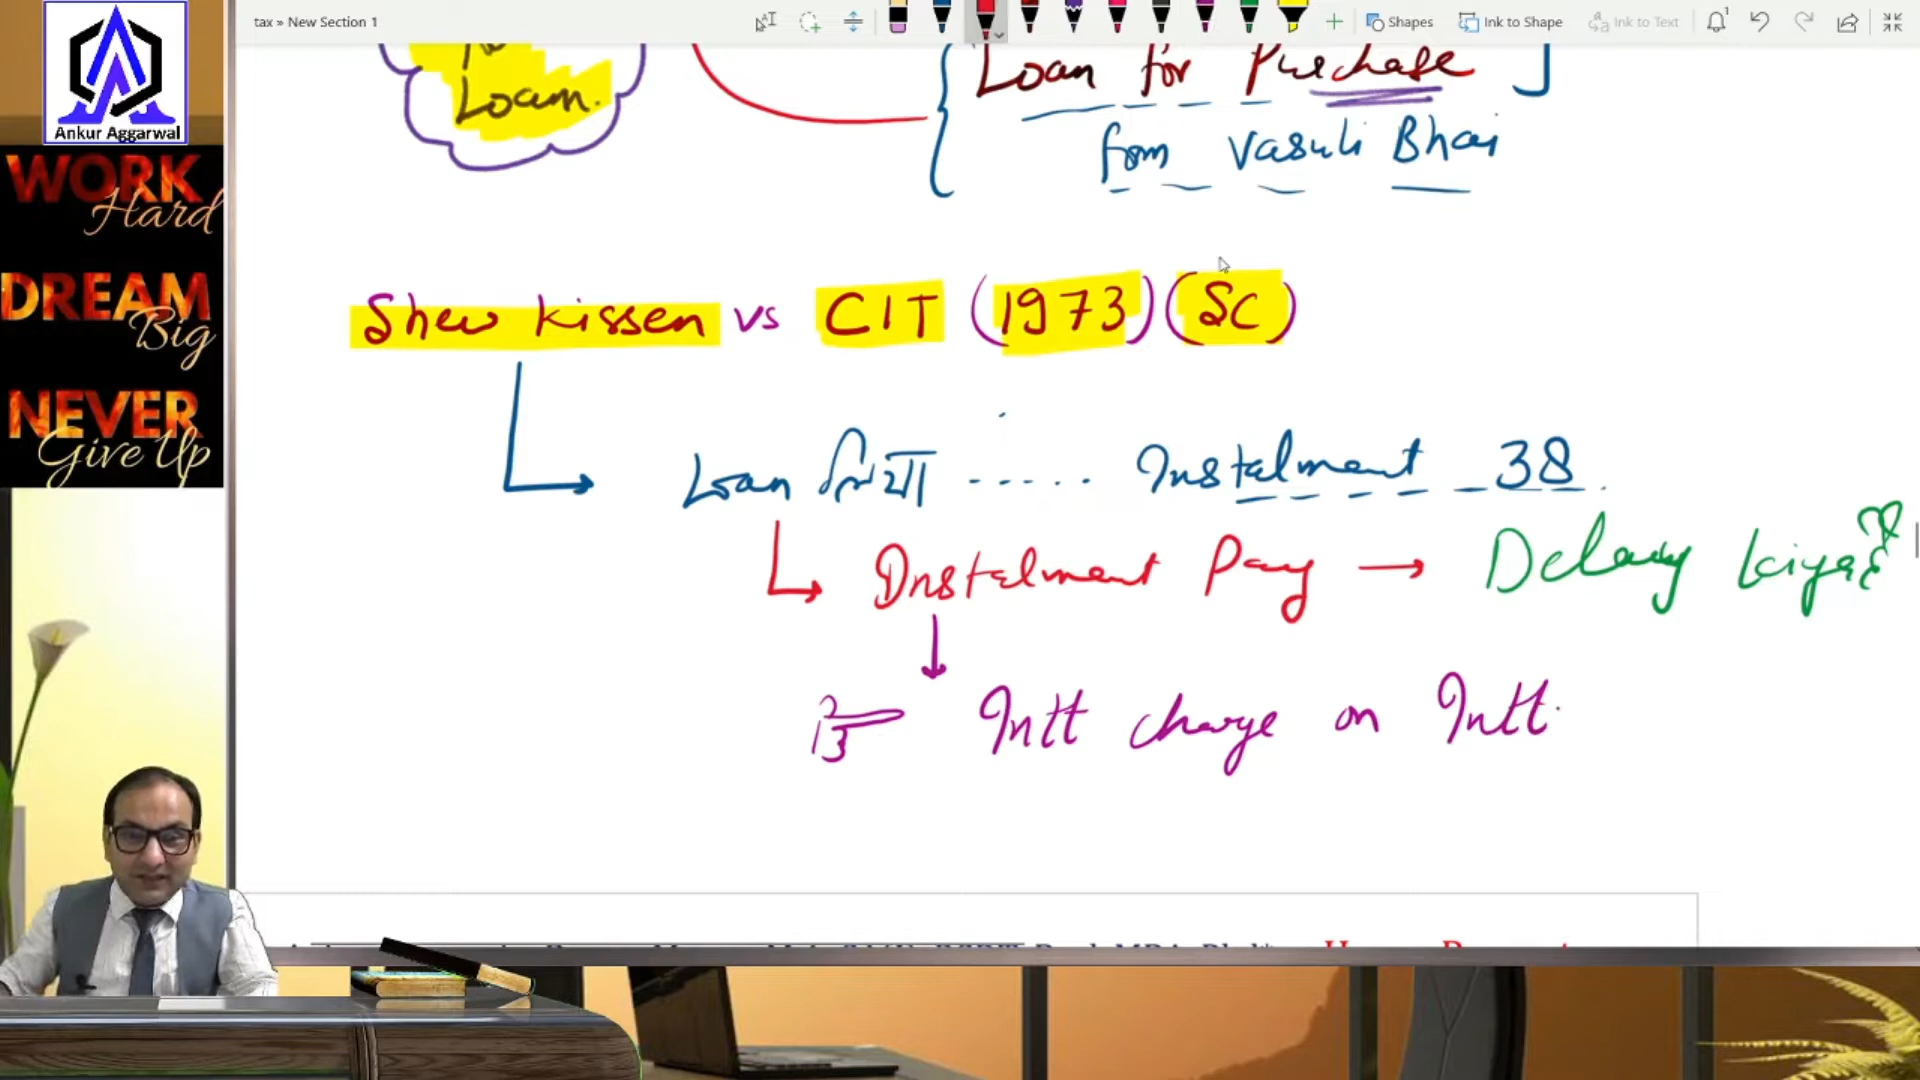 tax » New Section 1
Shapes
Ink to Shape
Ink to Text
1
Ankur Aggarwal
WORK
Hard
DREAM
Big
NEVER
Give Up
Loan.
Loan for Purchase
from Vasuli Bhai
Shew Kissen vs CIT (1973) (SC)
Loan लिया ..... Instalment 38
Instalment Pay → Delay kiya
Intt charge on Intt.